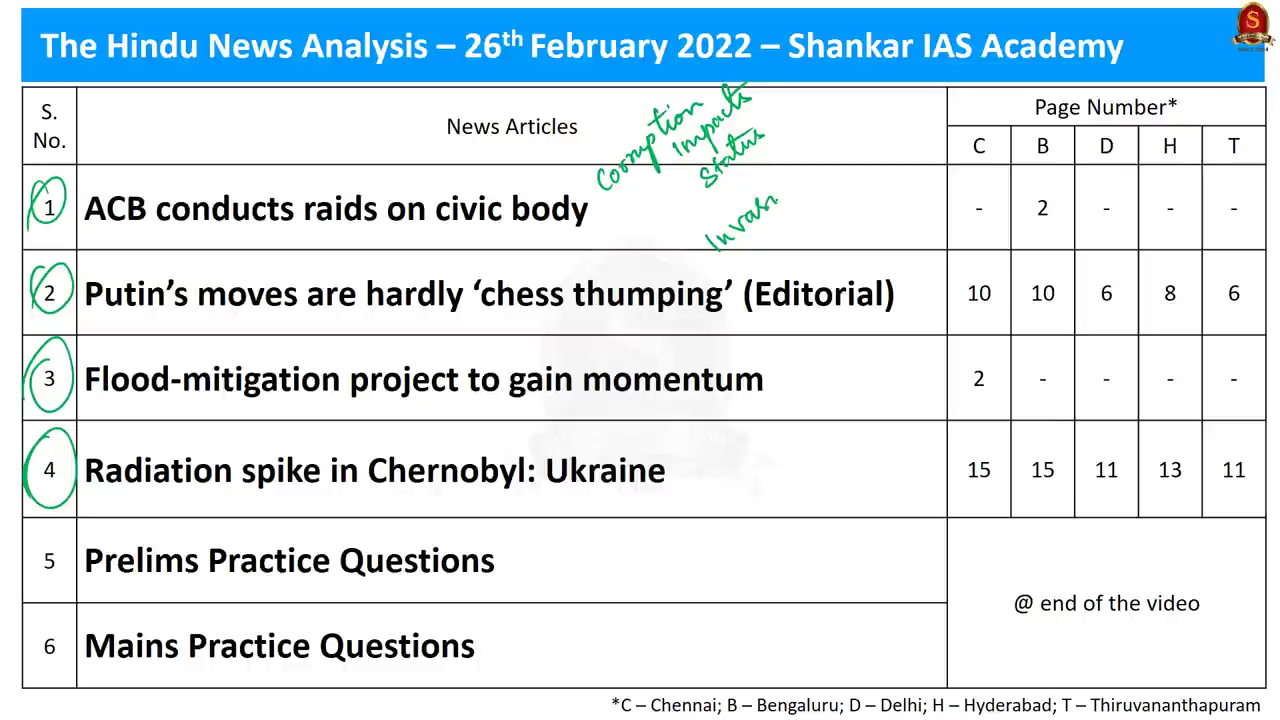 The Hindu News Analysis – 26th February 2022 – Shankar IAS Academy
S. No.
News Articles
Page Number*
C B D H T
Corruption
Impacts
Status
1 ACB conducts raids on civic body - 2 - - -
Invasi
2 Putin's moves are hardly ‘chess thumping’ (Editorial) 10 10 6 8 6
3 Flood-mitigation project to gain momentum 2 - - - -
4 Radiation spike in Chernobyl: Ukraine 15 15 11 13 11
5 Prelims Practice Questions
@ end of the video
6 Mains Practice Questions
*C – Chennai; B – Bengaluru; D – Delhi; H – Hyderabad; T – Thiruvananthapuram